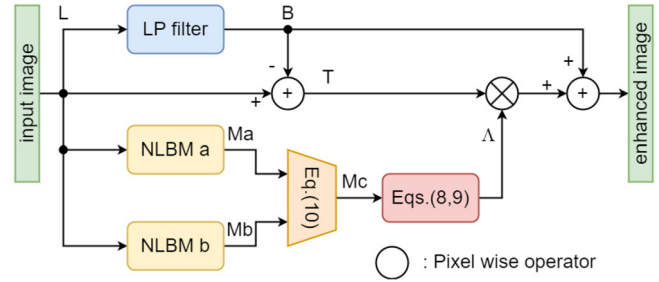 L
B
LP filter
input image
-
T
+
+
+
+
+
enhanced image
Λ
NLBM a
Ma
Eq.(10)
Mc
Eqs.(8,9)
NLBM b
Mb
: Pixel wise operator